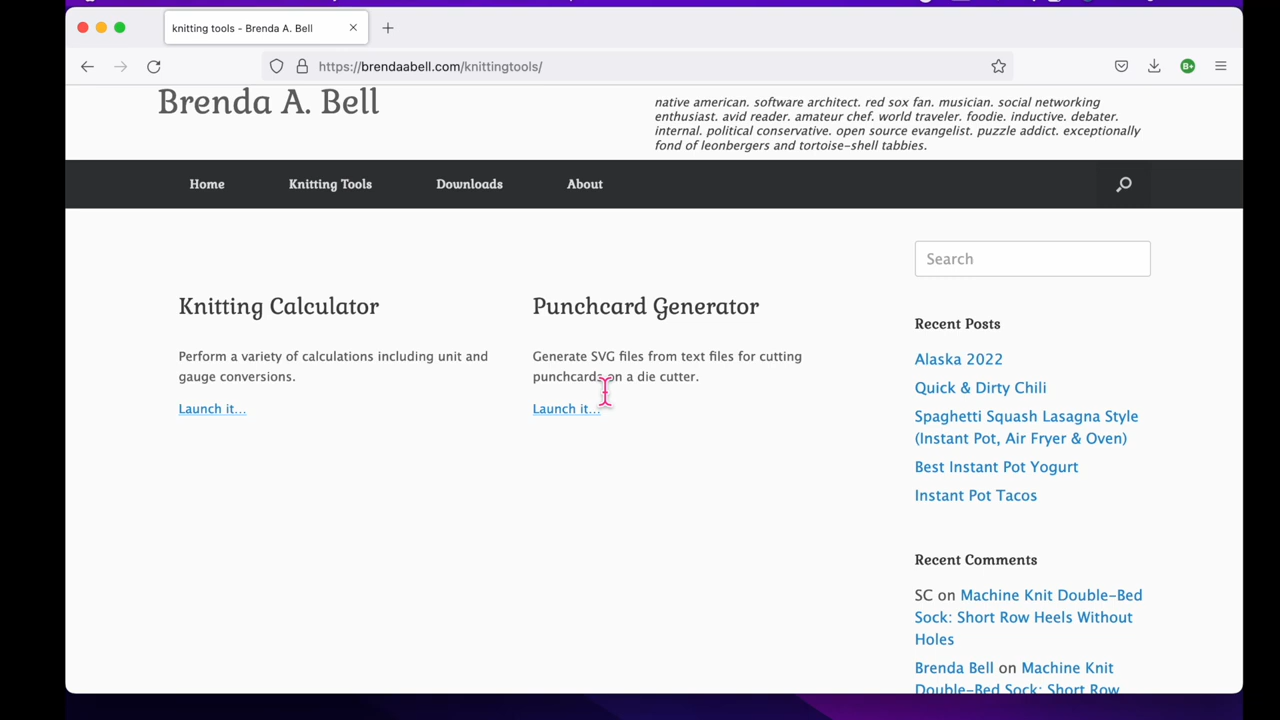 knitting tools - Brenda A. Bell
https://brendaabell.com/knittingtools/
Brenda A. Bell
native american. software architect. red sox fan. musician. social networking
enthusiast. avid reader. amateur chef. world traveler. foodie. inductive. debater.
internal. political conservative. open source evangelist. puzzle addict. exceptionally
fond of leonbergers and tortoise-shell tabbies.
Home Knitting Tools Downloads About
Search
Knitting Calculator
Perform a variety of calculations including unit and
gauge conversions.
Launch it...
Punchcard Generator
Generate SVG files from text files for cutting
punchcards on a die cutter.
Launch it...
Recent Posts
Alaska 2022
Quick & Dirty Chili
Spaghetti Squash Lasagna Style
(Instant Pot, Air Fryer & Oven)
Best Instant Pot Yogurt
Instant Pot Tacos
Recent Comments
SC on Machine Knit Double-Bed
Sock: Short Row Heels Without
Holes
Brenda Bell on Machine Knit
Double-Bed Sock: Short Row